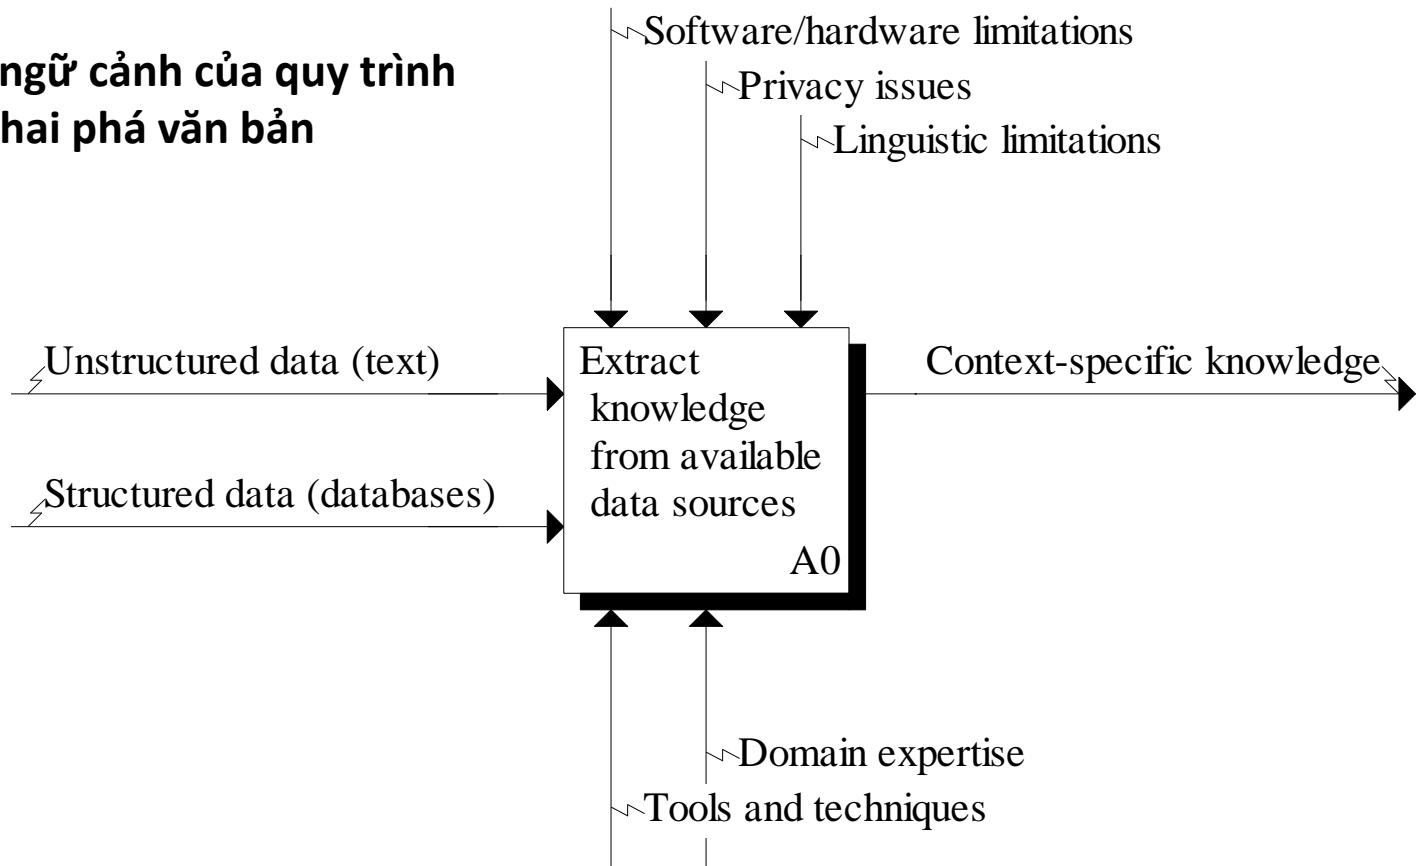 ngữ cảnh của quy trình
hai phá văn bản
Software/hardware limitations
Privacy issues
Linguistic limitations
Unstructured data (text)
Structured data (databases)
Extract
knowledge
from available
data sources
A0
Context-specific knowledge
Domain expertise
Tools and techniques